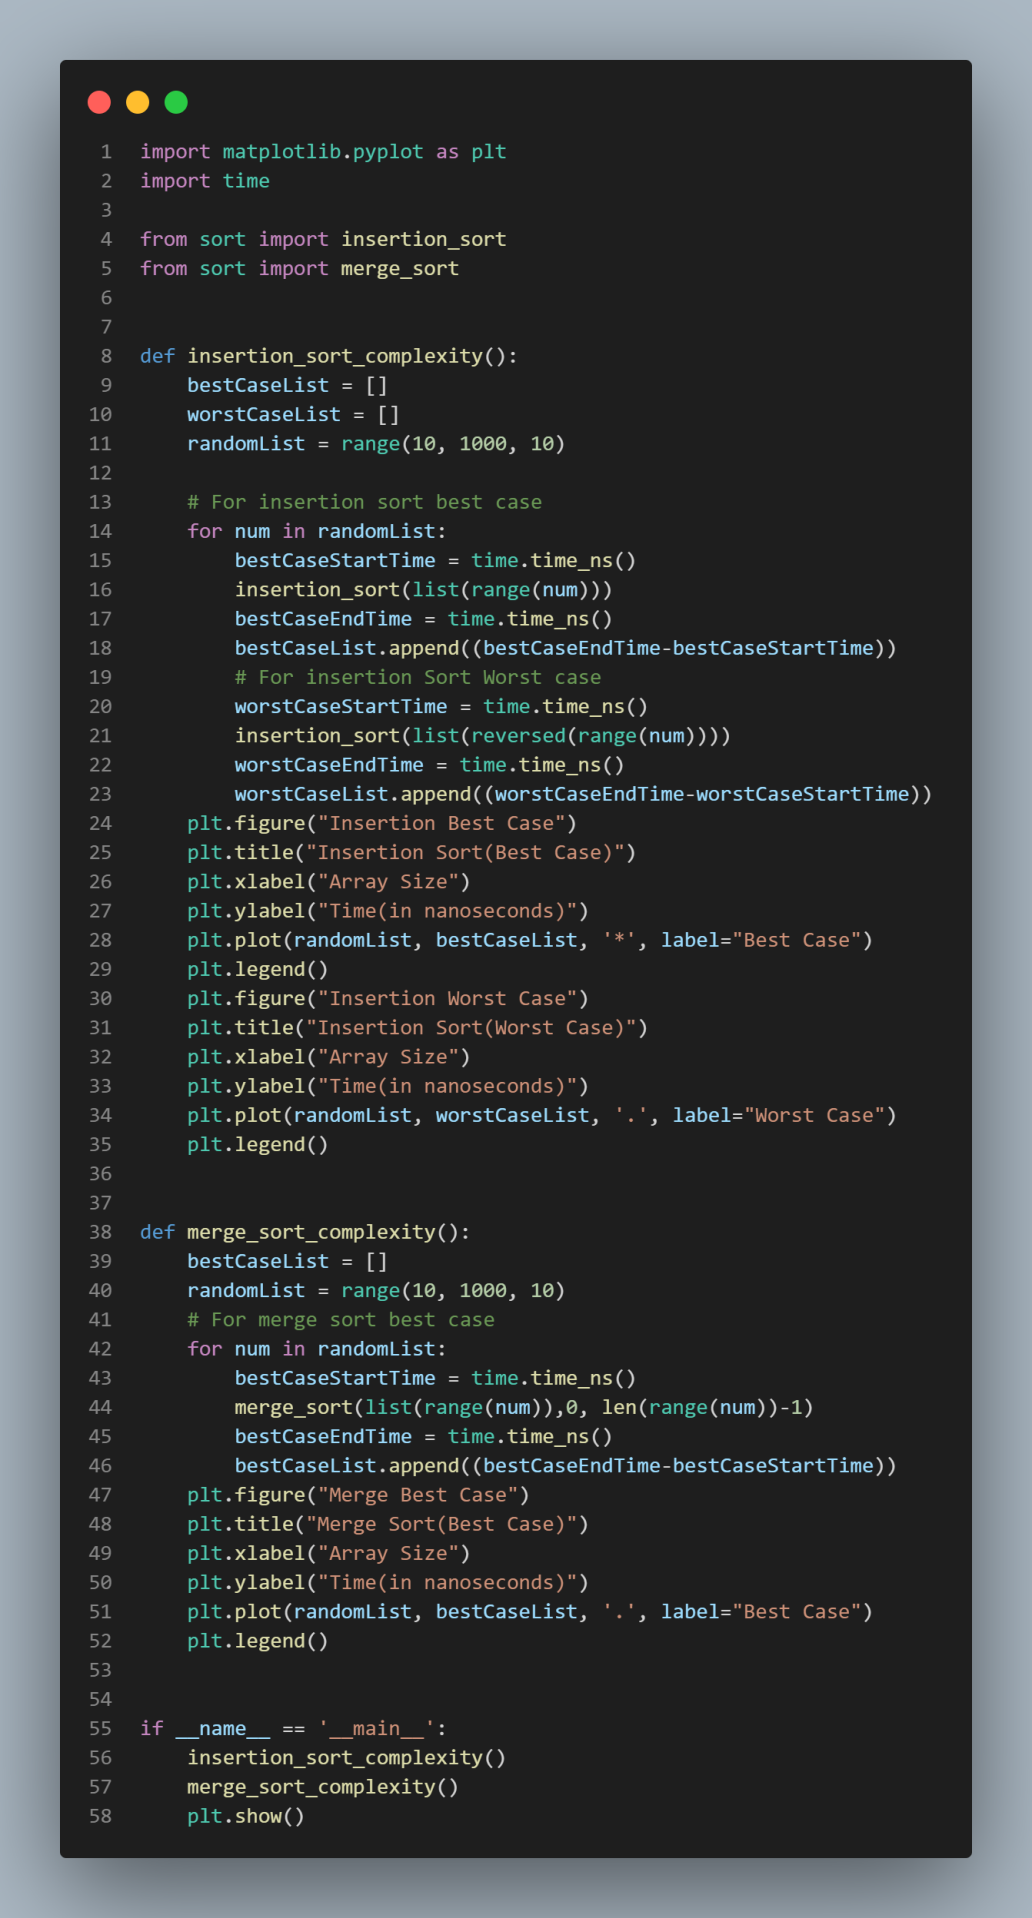 1 import matplotlib.pyplot as plt
2 import time
3
4 from sort import insertion_sort
5 from sort import merge_sort
6
7
8 def insertion_sort_complexity():
9     bestCaseList = []
10     worstCaseList = []
11     randomList = range(10, 1000, 10)
12
13     # For insertion sort best case
14     for num in randomList:
15         bestCaseStartTime = time.time_ns()
16         insertion_sort(list(range(num)))
17         bestCaseEndTime = time.time_ns()
18         bestCaseList.append((bestCaseEndTime-bestCaseStartTime))
19         # For insertion Sort Worst case
20         worstCaseStartTime = time.time_ns()
21         insertion_sort(list(reversed(range(num))))
22         worstCaseEndTime = time.time_ns()
23         worstCaseList.append((worstCaseEndTime-worstCaseStartTime))
24     plt.figure("Insertion Best Case")
25     plt.title("Insertion Sort(Best Case)")
26     plt.xlabel("Array Size")
27     plt.ylabel("Time(in nanoseconds)")
28     plt.plot(randomList, bestCaseList, '*', label="Best Case")
29     plt.legend()
30     plt.figure("Insertion Worst Case")
31     plt.title("Insertion Sort(Worst Case)")
32     plt.xlabel("Array Size")
33     plt.ylabel("Time(in nanoseconds)")
34     plt.plot(randomList, worstCaseList, '.', label="Worst Case")
35     plt.legend()
36
37
38 def merge_sort_complexity():
39     bestCaseList = []
40     randomList = range(10, 1000, 10)
41     # For merge sort best case
42     for num in randomList:
43         bestCaseStartTime = time.time_ns()
44         merge_sort(list(range(num)),0, len(range(num))-1)
45         bestCaseEndTime = time.time_ns()
46         bestCaseList.append((bestCaseEndTime-bestCaseStartTime))
47     plt.figure("Merge Best Case")
48     plt.title("Merge Sort(Best Case)")
49     plt.xlabel("Array Size")
50     plt.ylabel("Time(in nanoseconds)")
51     plt.plot(randomList, bestCaseList, '.', label="Best Case")
52     plt.legend()
53
54
55 if __name__ == '__main__':
56     insertion_sort_complexity()
57     merge_sort_complexity()
58     plt.show()